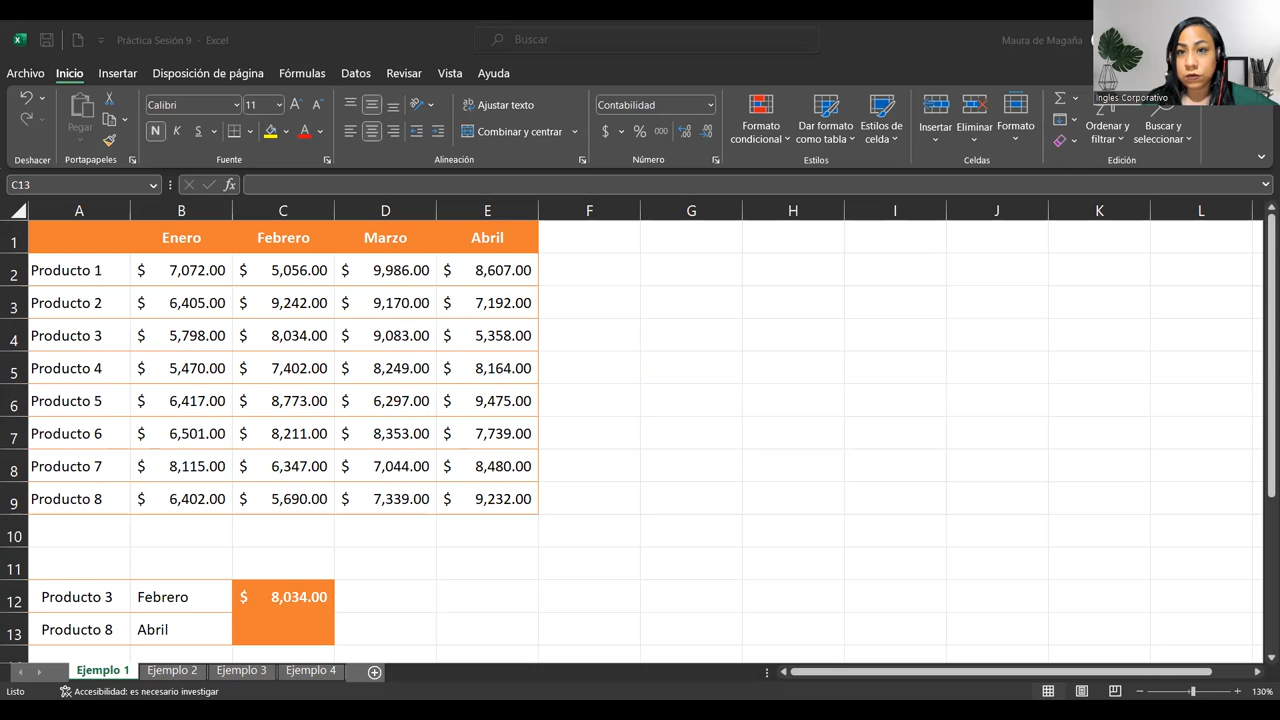 Práctica Sesión 9 - Excel
Buscar
Maura de Magaña
Ingles Corporativo
Archivo Inicio Insertar Disposición de página Fórmulas Datos Revisar Vista Ayuda
Calibri 11 Ajustar texto Contabilidad
Pegar
N K S Combinar y centrar $ % 000
Formato condicional Dar formato como tabla Estilos de celda Insertar Eliminar Formato Ordenar y filtrar Buscar y seleccionar
Deshacer Portapapeles Fuente Alineación Número Estilos Celdas Edición
C13 fx
A B C D E F G H I J K L
1 Enero Febrero Marzo Abril
2 Producto 1 $ 7,072.00 $ 5,056.00 $ 9,986.00 $ 8,607.00
3 Producto 2 $ 6,405.00 $ 9,242.00 $ 9,170.00 $ 7,192.00
4 Producto 3 $ 5,798.00 $ 8,034.00 $ 9,083.00 $ 5,358.00
5 Producto 4 $ 5,470.00 $ 7,402.00 $ 8,249.00 $ 8,164.00
6 Producto 5 $ 6,417.00 $ 8,773.00 $ 6,297.00 $ 9,475.00
7 Producto 6 $ 6,501.00 $ 8,211.00 $ 8,353.00 $ 7,739.00
8 Producto 7 $ 8,115.00 $ 6,347.00 $ 7,044.00 $ 8,480.00
9 Producto 8 $ 6,402.00 $ 5,690.00 $ 7,339.00 $ 9,232.00
10
11
12 Producto 3 Febrero $ 8,034.00
13 Producto 8 Abril
Ejemplo 1 Ejemplo 2 Ejemplo 3 Ejemplo 4
Listo Accesibilidad: es necesario investigar 130%